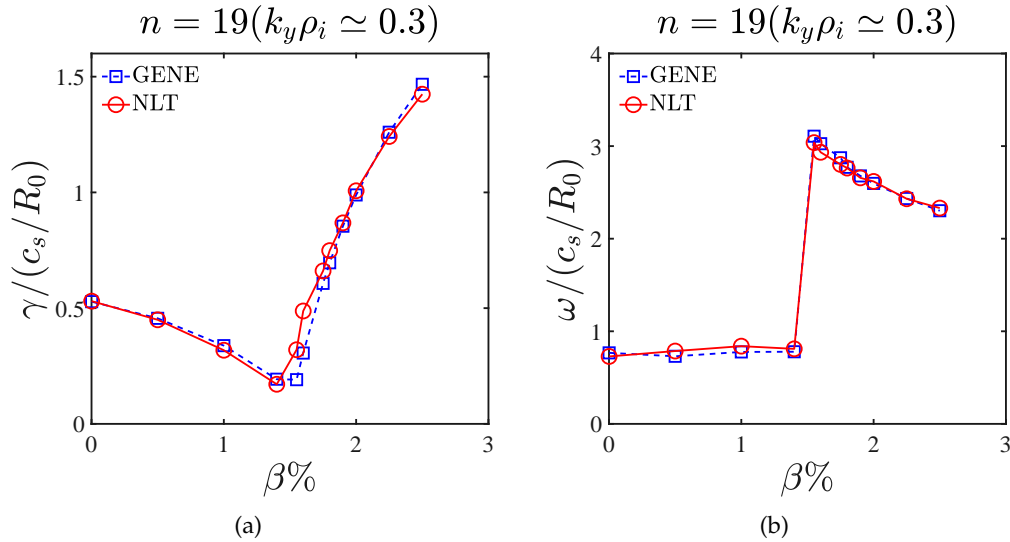 n = 19(k_yρ_i ≃ 0.3)
1.5
1
0.5
0
0 1 2 3
γ/(c_s/R_0)
β%
GENE
NLT
(a)
n = 19(k_yρ_i ≃ 0.3)
4
3
2
1
0
0 1 2 3
ω/(c_s/R_0)
β%
GENE
NLT
(b)